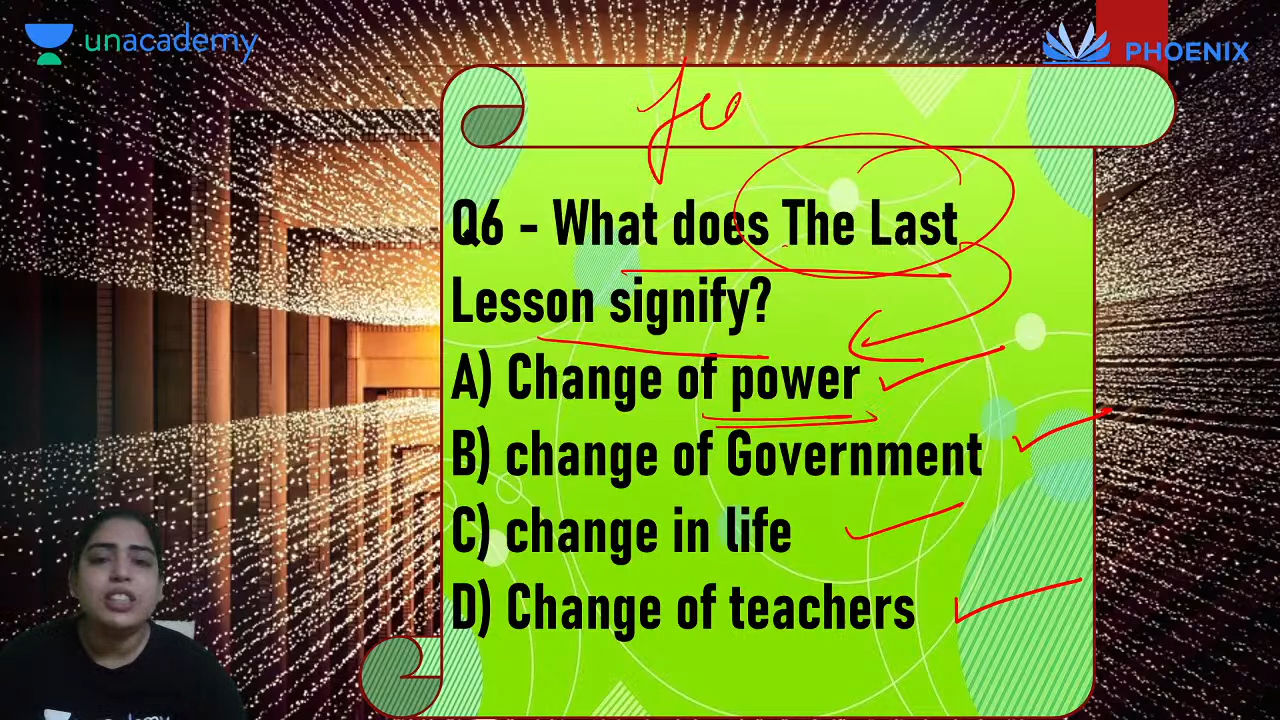 unacademy
PHOENIX
Q6 - What does The Last
Lesson signify?
A) Change of power
B) change of Government
C) change in life
D) Change of teachers
unacademy